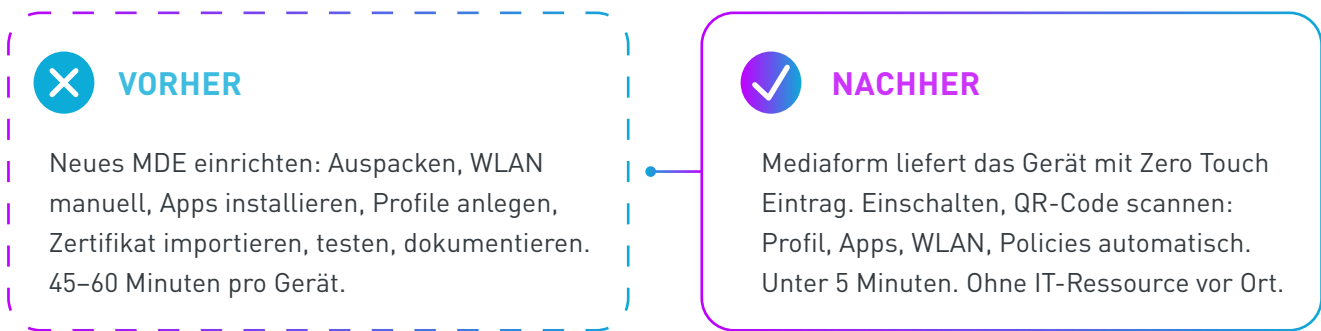 VORHER
Neues MDE einrichten: Auspacken, WLAN
manuell, Apps installieren, Profile anlegen,
Zertifikat importieren, testen, dokumentieren.
45–60 Minuten pro Gerät.
NACHHER
Mediaform liefert das Gerät mit Zero Touch
Eintrag. Einschalten, QR-Code scannen:
Profil, Apps, WLAN, Policies automatisch.
Unter 5 Minuten. Ohne IT-Ressource vor Ort.